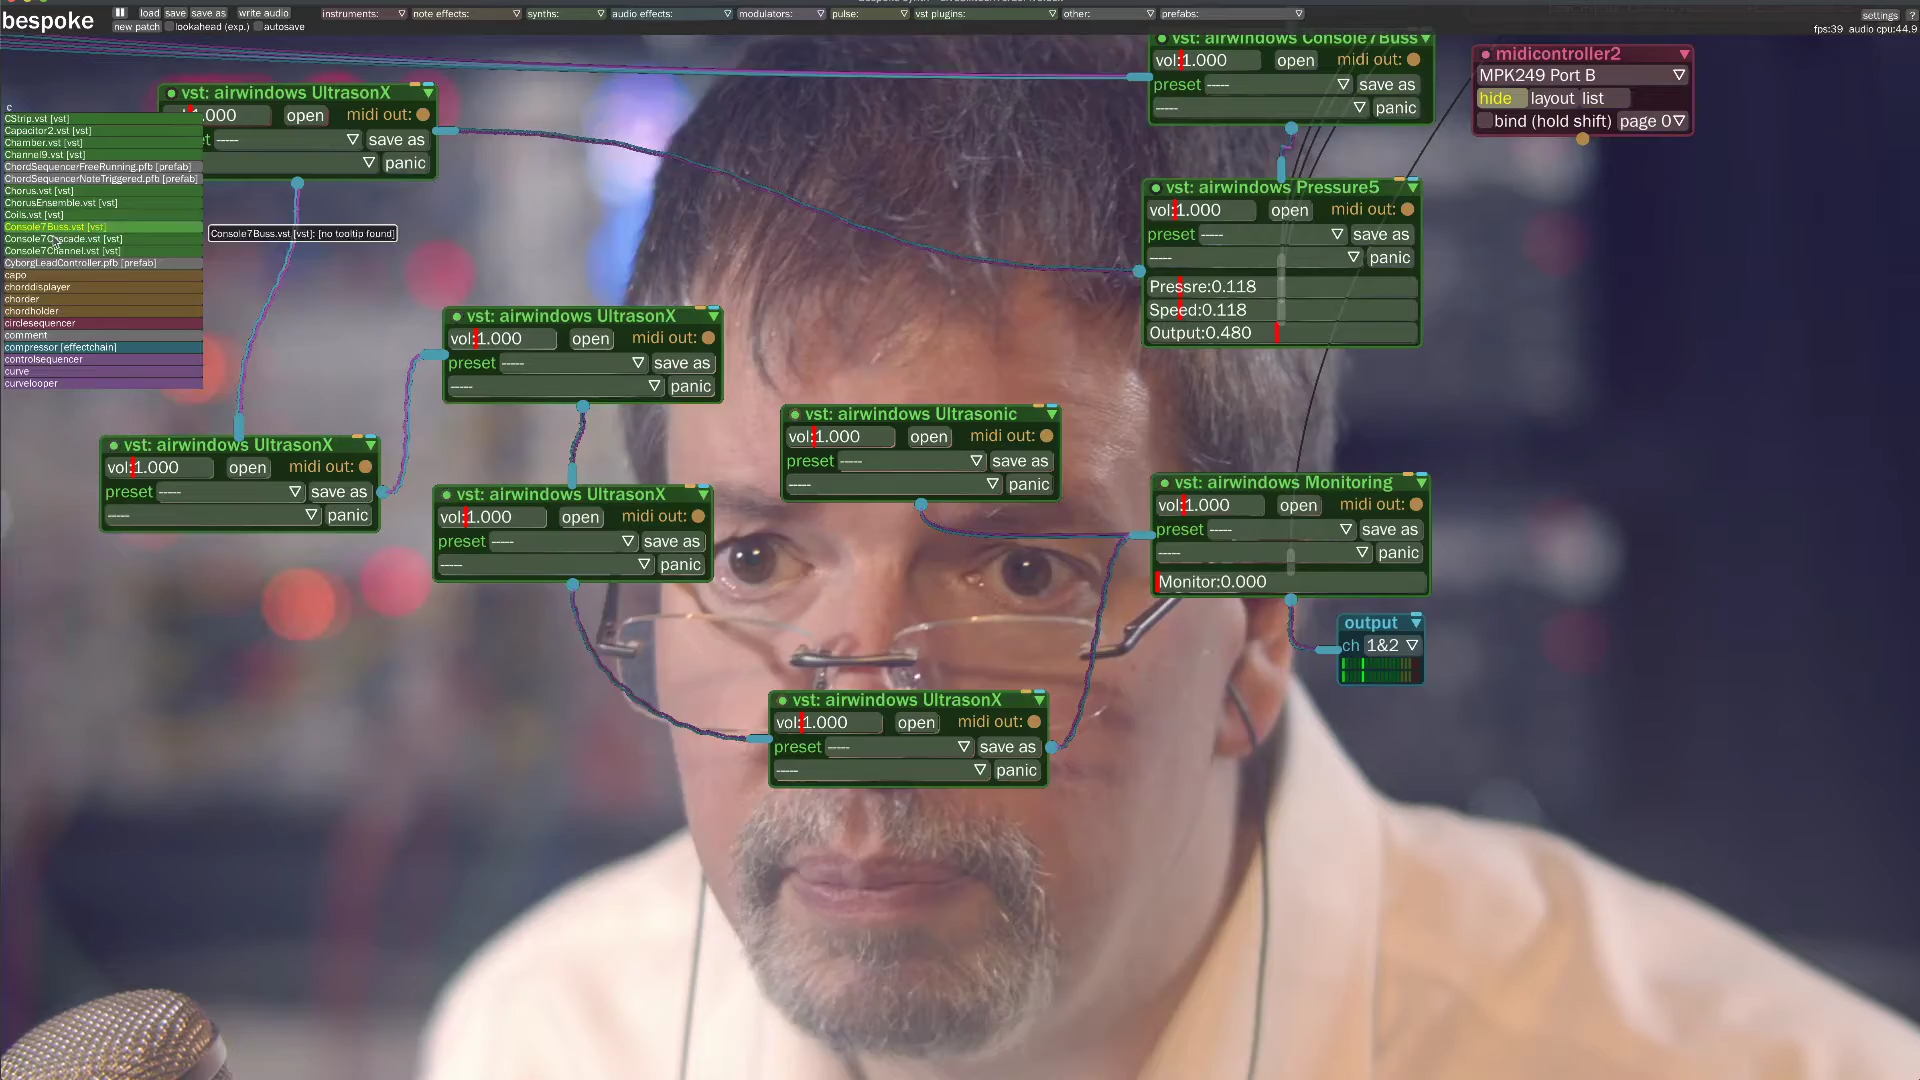 bespoke
load save save as write audio
new patch lookahead (exp.) autosave
instruments: note effects: synths: audio effects: modulators: pulse: vst plugins: other: prefabs:
settings ?
fps:39 audio cpu:44.9
c
CStrip.vst [vst]
Capacitor2.vst [vst]
Chamber.vst [vst]
Channel9.vst [vst]
ChordSequencerFreeRunning.pfb [prefab]
ChordSequencerNoteTriggered.pfb [prefab]
Chorus.vst [vst]
ChorusEnsemble.vst [vst]
Coils.vst [vst]
Console7Buss.vst [vst]
Console7Cascade.vst [vst]
Console7Channel.vst [vst]
CyborgLeadController.pfb [prefab]
capo
chorddisplayer
chorder
chordholder
circlesequencer
comment
compressor [effectchain]
controlsequencer
curve
curvelooper
Console7Buss.vst [vst]: [no tooltip found]
vst: airwindows UltrasonX
.000 open midi out:
----- save as
panic
vst: airwindows UltrasonX
vol:1.000 open midi out:
preset ----- save as
----- panic
vst: airwindows UltrasonX
vol:1.000 open midi out:
preset ----- save as
----- panic
vst: airwindows UltrasonX
vol:1.000 open midi out:
preset ----- save as
----- panic
vst: airwindows Ultrasonic
vol:1.000 open midi out:
preset ----- save as
----- panic
vst: airwindows UltrasonX
vol:1.000 open midi out:
preset ----- save as
----- panic
vst: airwindows Console7Buss
vol:1.000 open midi out:
preset ----- save as
----- panic
vst: airwindows Pressure5
vol:1.000 open midi out:
preset ----- save as
----- panic
Pressre:0.118
Speed:0.118
Output:0.480
vst: airwindows Monitoring
vol:1.000 open midi out:
preset ----- save as
----- panic
Monitor:0.000
output
ch 1&2
midicontroller2
MPK249 Port B
hide layout list
bind (hold shift) page 0